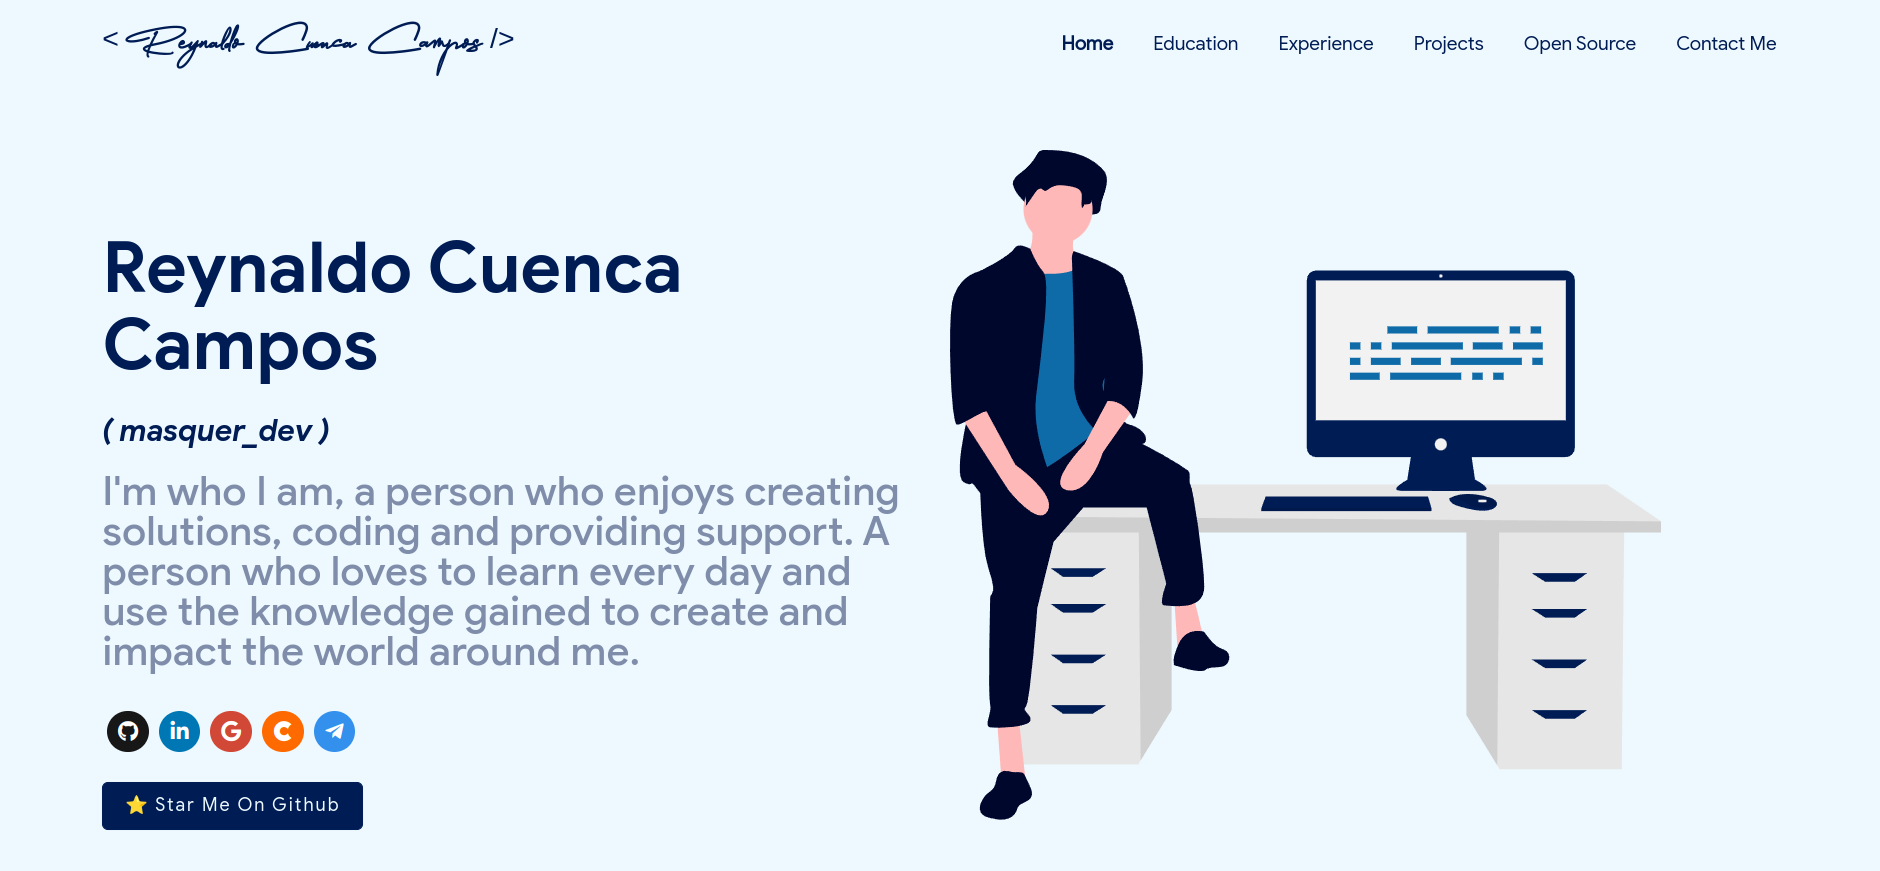 < Reynaldo Cuenca Campos />
Home Education Experience Projects Open Source Contact Me
Reynaldo Cuenca
Campos
( masquer_dev )
I'm who I am, a person who enjoys creating
solutions, coding and providing support. A
person who loves to learn every day and
use the knowledge gained to create and
impact the world around me.
in G C
⭐ Star Me On Github